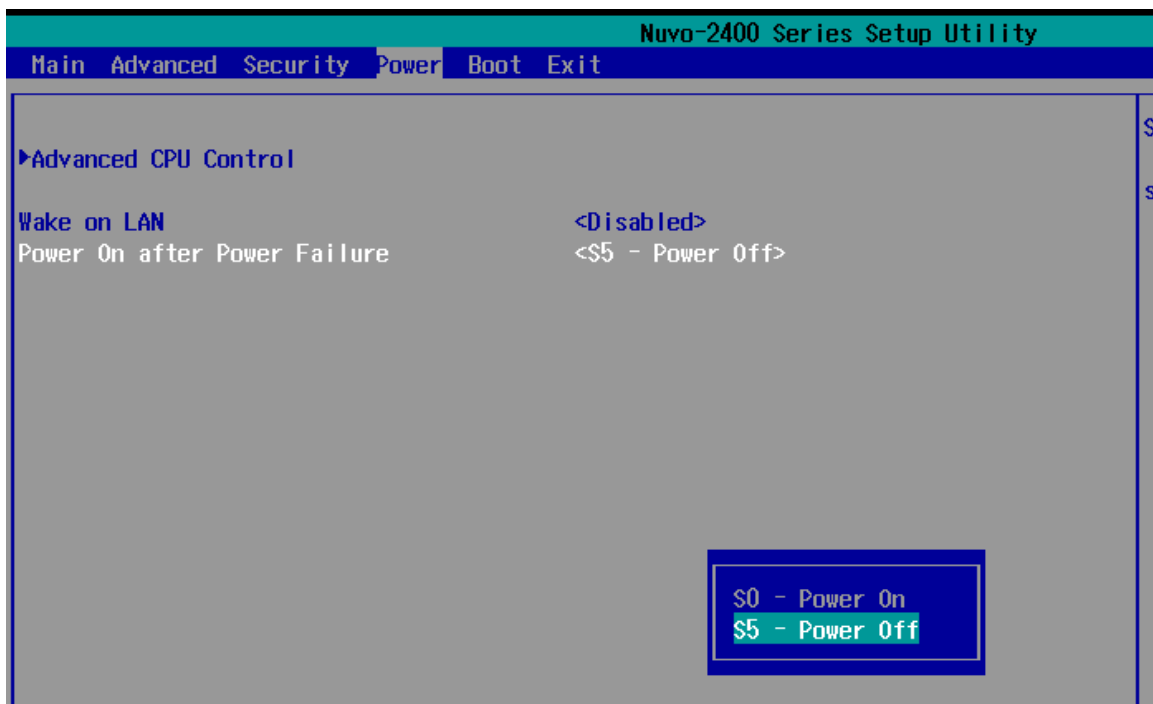 Nuvo-2400 Series Setup Utility
Main Advanced Security Power Boot Exit
Advanced CPU Control
Wake on LAN <Disabled>
Power On after Power Failure <S5 - Power Off>
S0 - Power On
S5 - Power Off